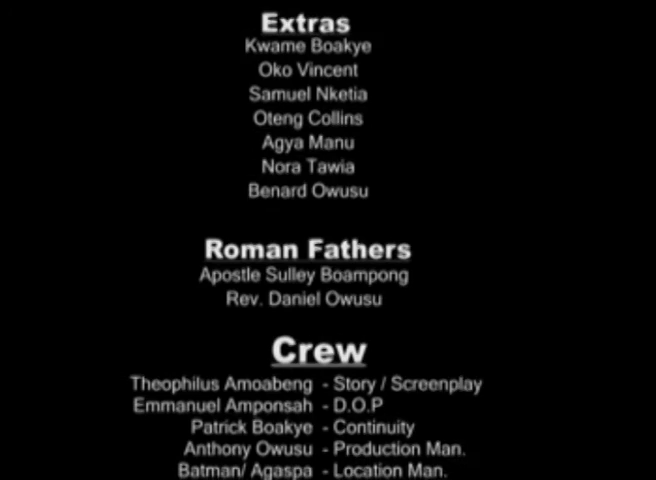 Extras
Kwame Boakye
Oko Vincent
Samuel Nketia
Oteng Collins
Agya Manu
Nora Tawia
Benard Owusu
Roman Fathers
Apostle Sulley Boampong
Rev. Daniel Owusu
Crew
Theophilus Amoabeng - Story / Screenplay
Emmanuel Amponsah - D.O.P
Patrick Boakye - Continuity
Anthony Owusu - Production Man.
Batman/ Agaspa - Location Man.